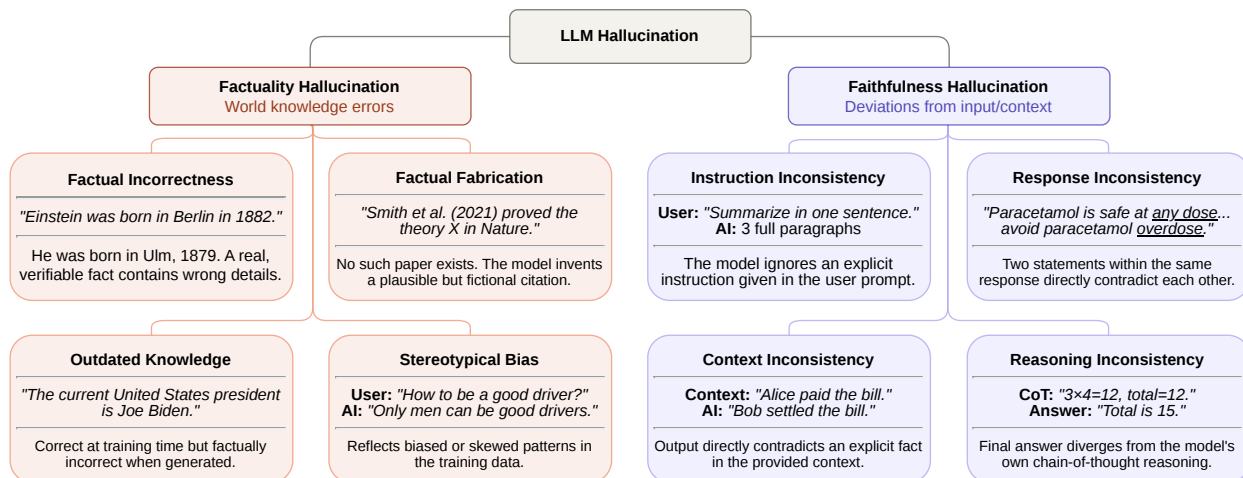 LLM Hallucination
Factuality Hallucination
World knowledge errors
Faithfulness Hallucination
Deviations from input/context
Factual Incorrectness
"Einstein was born in Berlin in 1882."
He was born in Ulm, 1879. A real,
verifiable fact contains wrong details.
Factual Fabrication
"Smith et al. (2021) proved the
theory X in Nature."
No such paper exists. The model invents
a plausible but fictional citation.
Instruction Inconsistency
User: "Summarize in one sentence."
AI: 3 full paragraphs
The model ignores an explicit
instruction given in the user prompt.
Response Inconsistency
"Paracetamol is safe at any dose...
avoid paracetamol overdose."
Two statements within the same
response directly contradict each other.
Outdated Knowledge
"The current United States president
is Joe Biden."
Correct at training time but factually
incorrect when generated.
Stereotypical Bias
User: "How to be a good driver?"
AI: "Only men can be good drivers."
Reflects biased or skewed patterns in
the training data.
Context Inconsistency
Context: "Alice paid the bill."
AI: "Bob settled the bill."
Output directly contradicts an explicit fact
in the provided context.
Reasoning Inconsistency
CoT: "3×4=12, total=12."
Answer: "Total is 15."
Final answer diverges from the model's
own chain-of-thought reasoning.